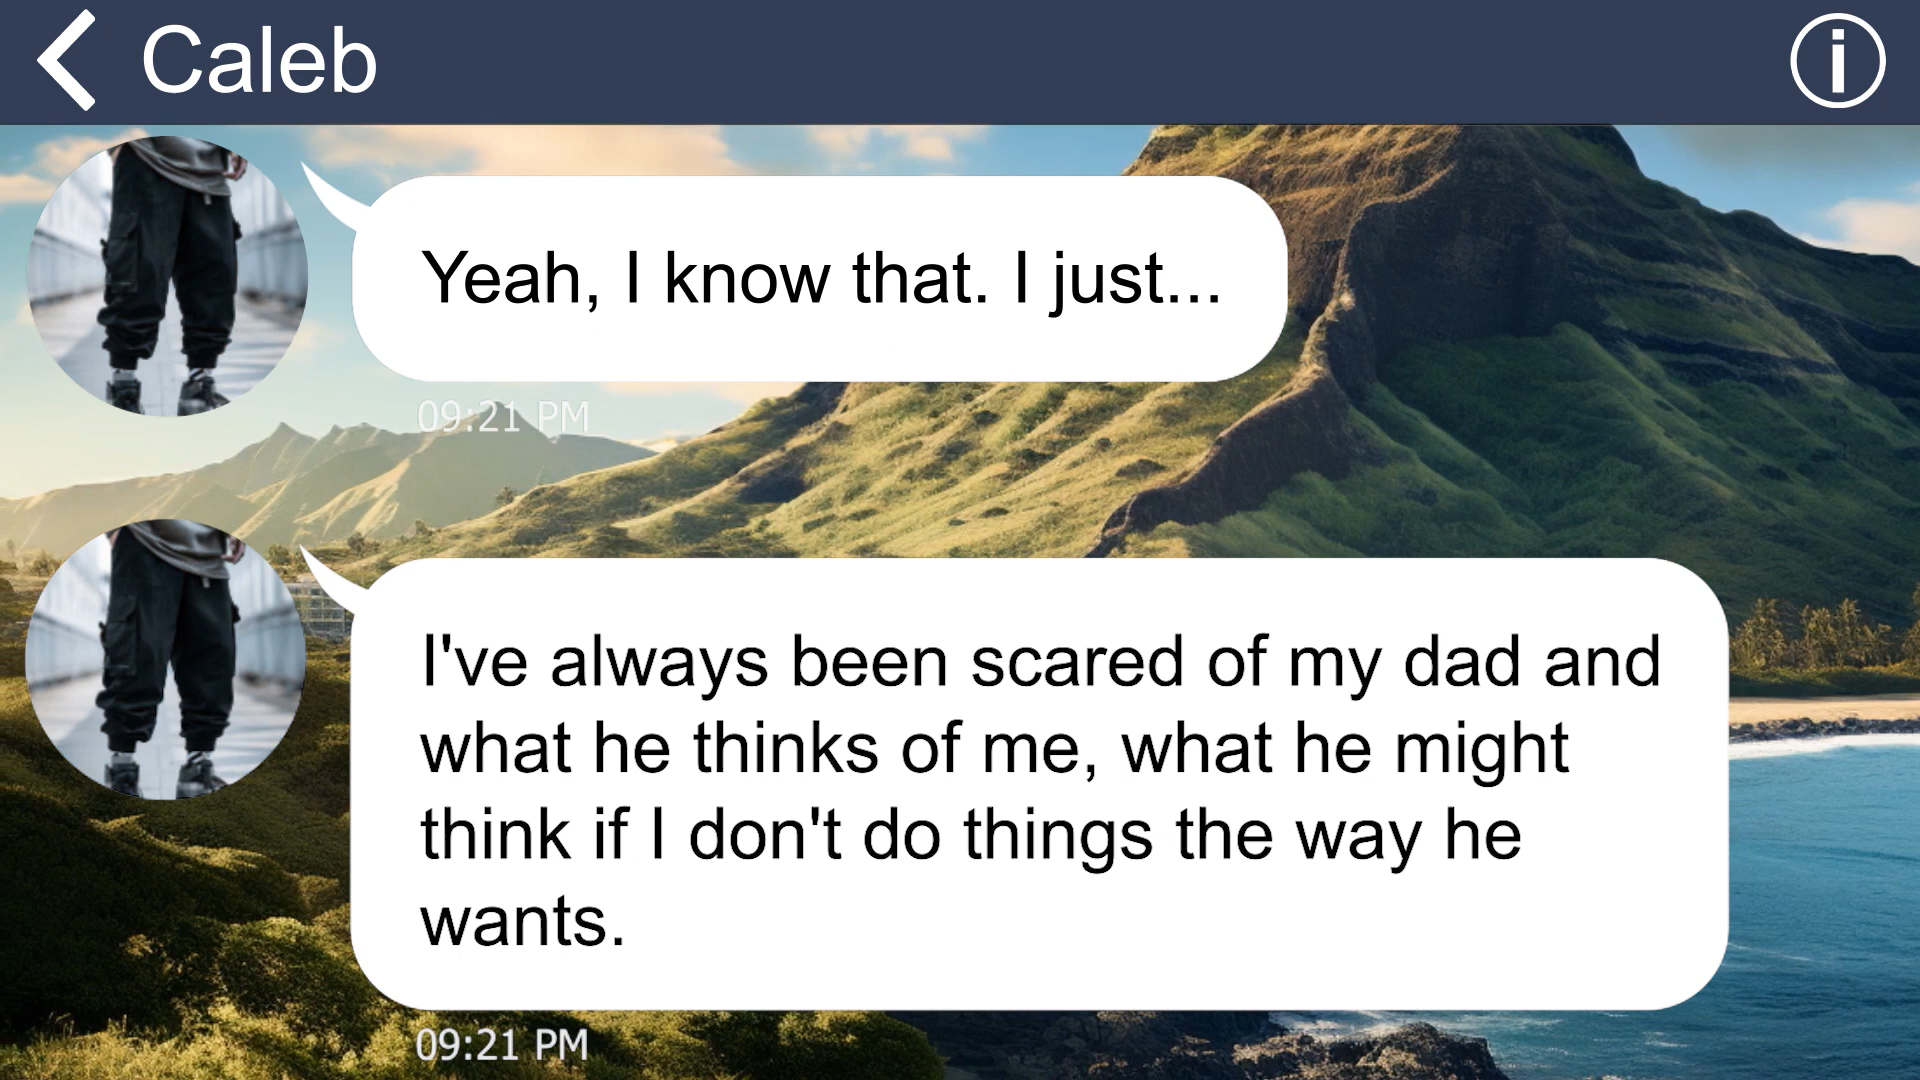 Caleb
Yeah, I know that. I just...
09:21 PM
I've always been scared of my dad and
what he thinks of me, what he might
think if I don't do things the way he
wants.
09:21 PM